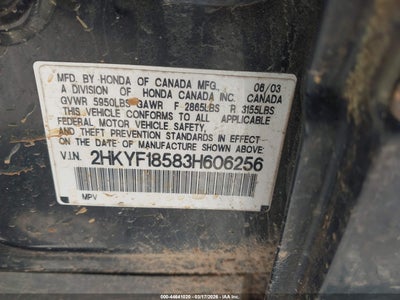 MFD. BY HONDA OF CANADA MFG., 06/03
A DIVISION OF HONDA CANADA INC. CANADA
GVWR 5950LBS GAWR F 2865LBS R 3155LBS
THIS VEHICLE CONFORMS TO ALL APPLICABLE
FEDERAL MOTOR VEHICLE SAFETY,
AND THEFT PREVENTION STANDARDS IN EFFECT
ON THE DATE OF MANUFACTURE SHOWN ABOVE.
V.I.N. 2HKYF18583H606256
MPV
000-44641020 - 03/17/2026 - IAA Inc.